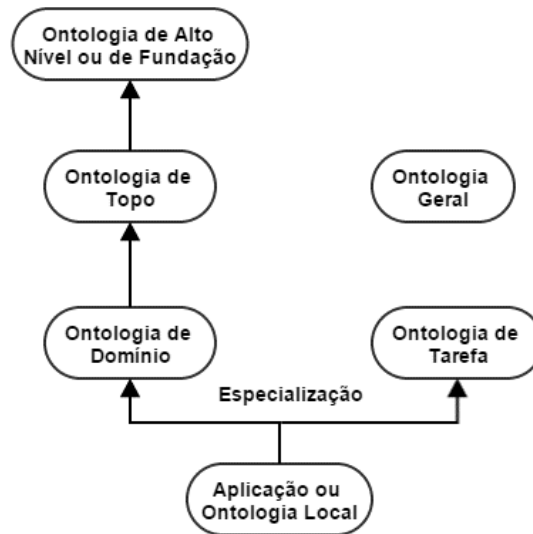 Ontologia de Alto
Nível ou de Fundação
Ontologia de
Topo
Ontologia
Geral
Ontologia de
Domínio
Ontologia de
Tarefa
Especialização
Aplicação ou
Ontologia Local